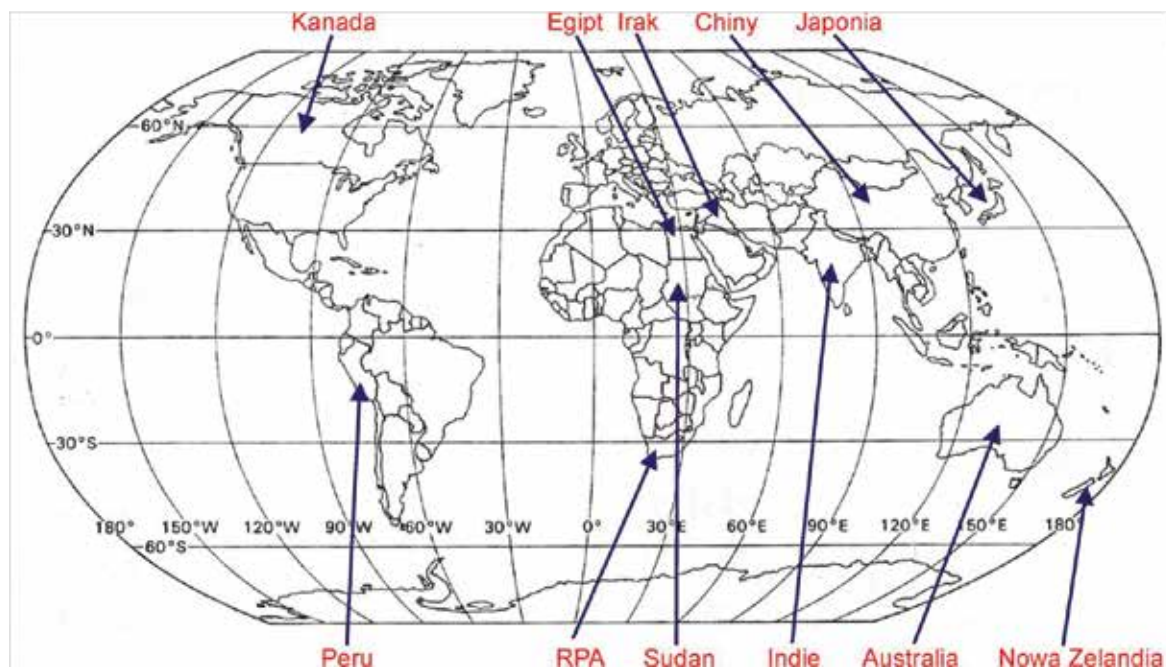 Kanada Egipt Irak Chiny Japonia
60°N
30°N
0°
30°S
180° 150°W 120°W 90°W 60°W 30°W 0° 30°E 60°E 90°E 120°E 150°E 180°
60°S
Peru RPA Sudan Indie Australia Nowa Zelandia